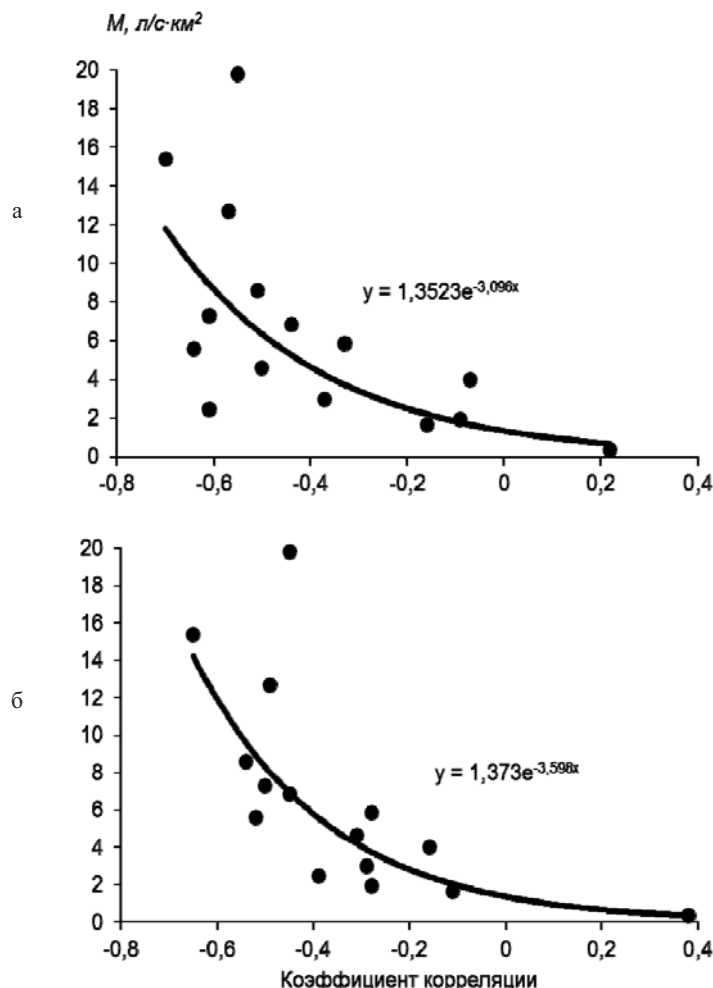 M, л/с·км²
20
18
16
14
12
10
8
6
4
2
0
а
y = 1,3523e^-3,096x
-0,8 -0,6 -0,4 -0,2 0 0,2 0,4
20
18
16
14
12
10
8
6
4
2
0
б
y = 1,373e^-3,598x
-0,8 -0,6 -0,4 -0,2 0 0,2 0,4
Коэффициент корреляции